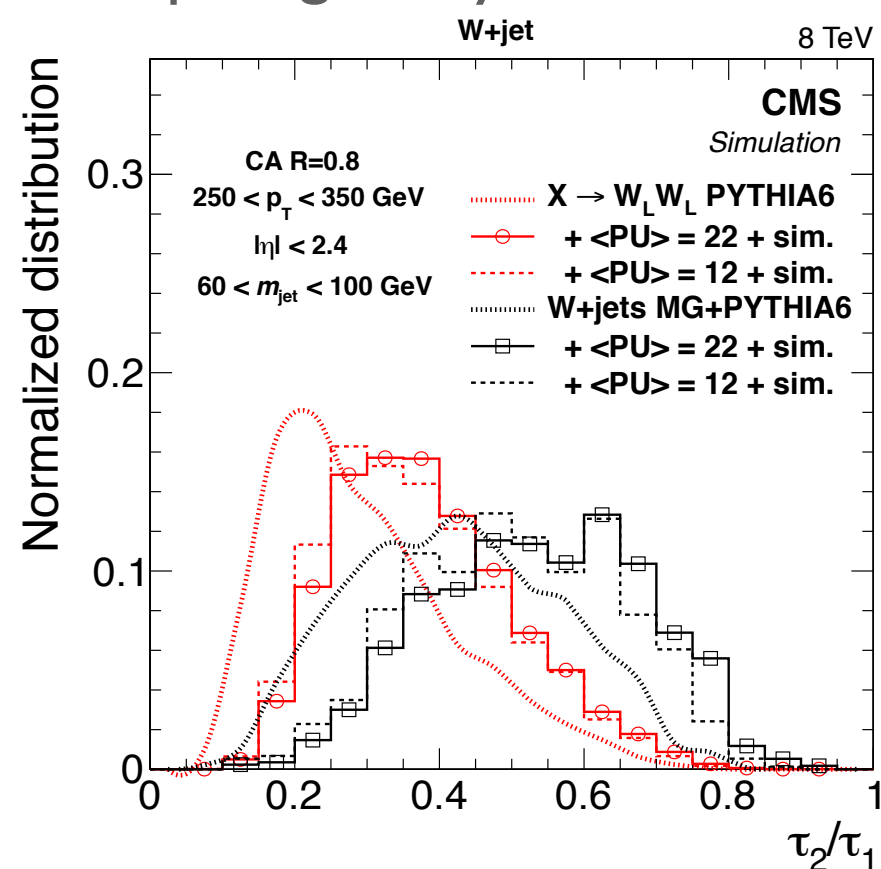 W+jet
8 TeV
CMS
Simulation
CA R=0.8
250 < p_T < 350 GeV
|η| < 2.4
60 < m_jet < 100 GeV
X → W_L W_L PYTHIA6
+ <PU> = 22 + sim.
+ <PU> = 12 + sim.
W+jets MG+PYTHIA6
+ <PU> = 22 + sim.
+ <PU> = 12 + sim.
Normalized distribution
0.3
0.2
0.1
0
0 0.2 0.4 0.6 0.8 1
τ_2/τ_1